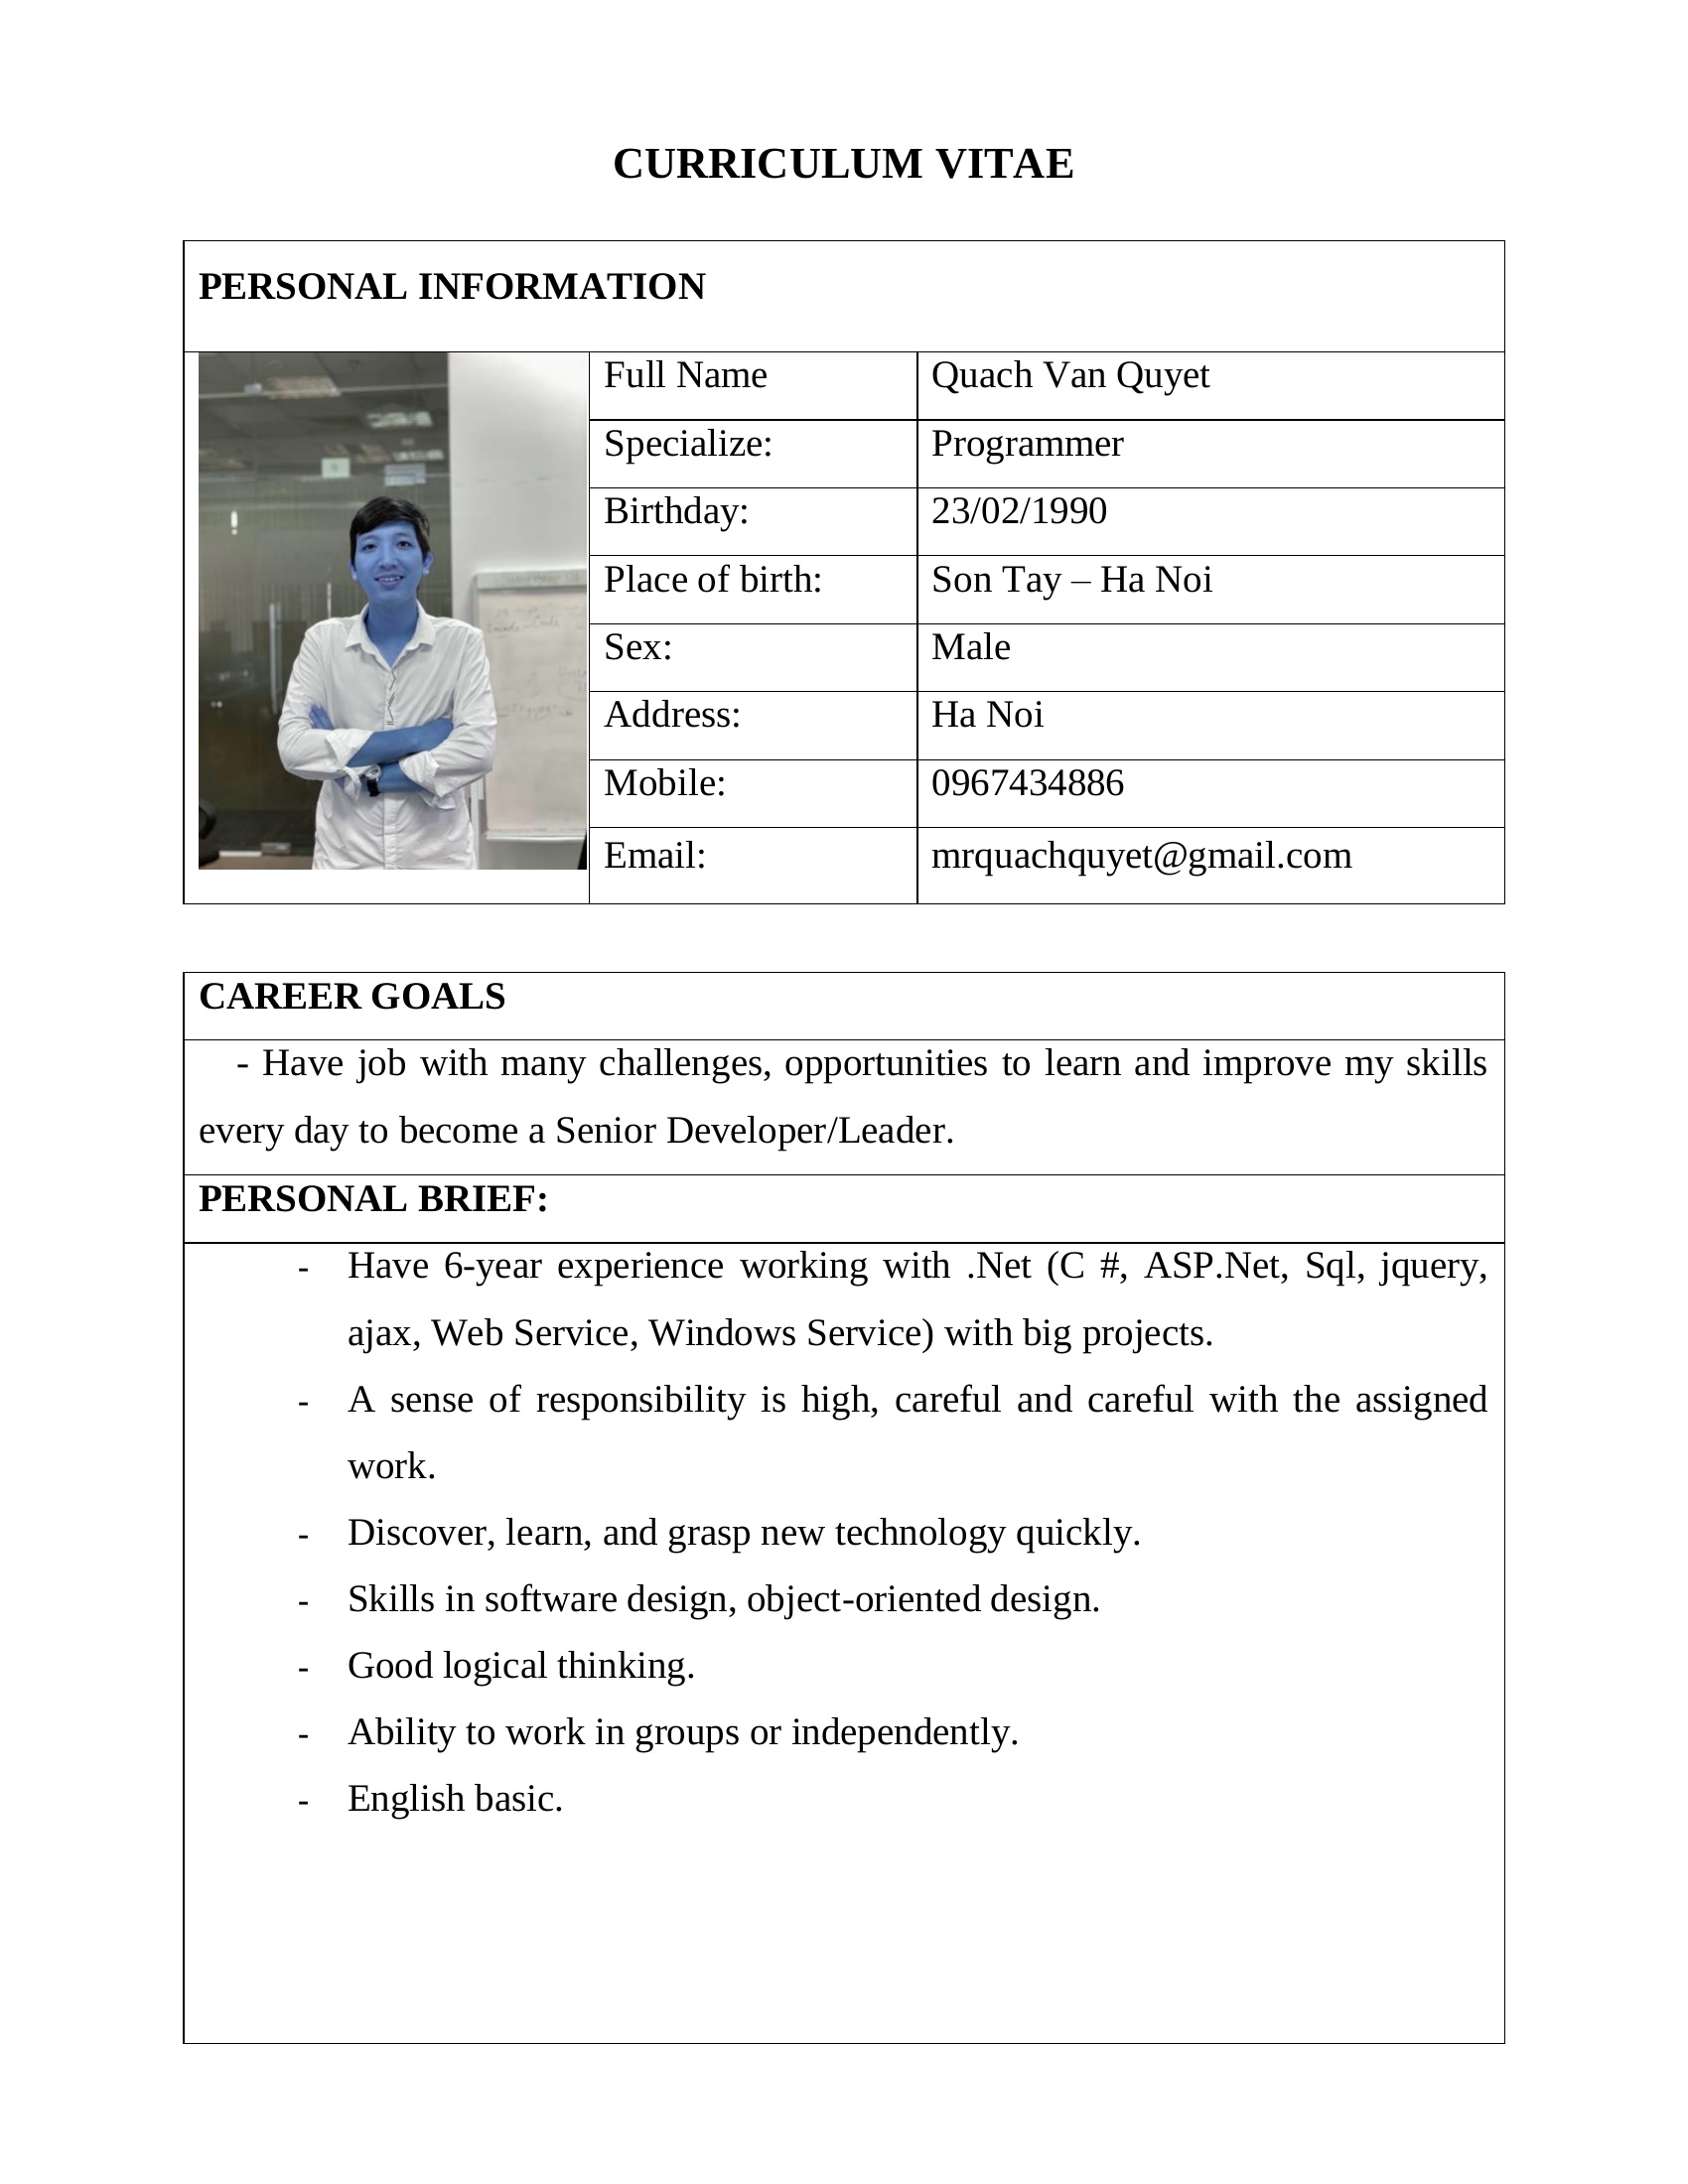 CURRICULUM VITAE
PERSONAL INFORMATION
Full Name Quach Van Quyet
Specialize: Programmer
Birthday: 23/02/1990
Place of birth: Son Tay – Ha Noi
Sex: Male
Address: Ha Noi
Mobile: 0967434886
Email: mrquachquyet@gmail.com
CAREER GOALS
- Have job with many challenges, opportunities to learn and improve my skills
every day to become a Senior Developer/Leader.
PERSONAL BRIEF:
- Have 6-year experience working with .Net (C #, ASP.Net, Sql, jquery,
ajax, Web Service, Windows Service) with big projects.
- A sense of responsibility is high, careful and careful with the assigned
work.
- Discover, learn, and grasp new technology quickly.
- Skills in software design, object-oriented design.
- Good logical thinking.
- Ability to work in groups or independently.
- English basic.